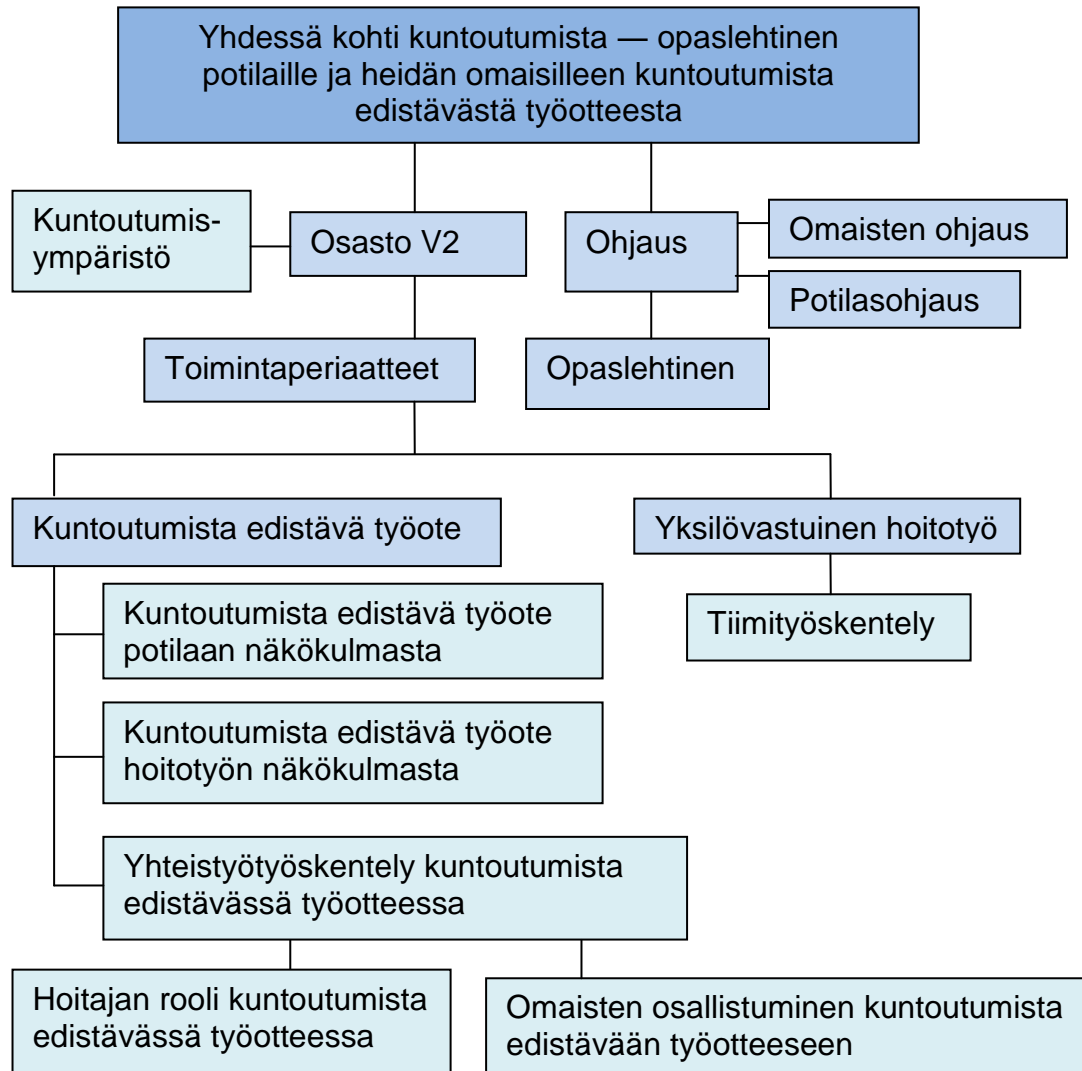 Yhdessä kohti kuntoutumista — opaslehtinen
potilaille ja heidän omaisilleen kuntoutumista
edistävästä työotteesta
Kuntoutumis-
ympäristö
Osasto V2
Ohjaus
Omaisten ohjaus
Potilasohjaus
Toimintaperiaatteet
Opaslehtinen
Kuntoutumista edistävä työote
Yksilövastuinen hoitotyö
Kuntoutumista edistävä työote
potilaan näkökulmasta
Tiimityöskentely
Kuntoutumista edistävä työote
hoitotyön näkökulmasta
Yhteistyötyöskentely kuntoutumista
edistävässä työotteessa
Hoitajan rooli kuntoutumista
edistävässä työotteessa
Omaisten osallistuminen kuntoutumista
edistävään työotteeseen